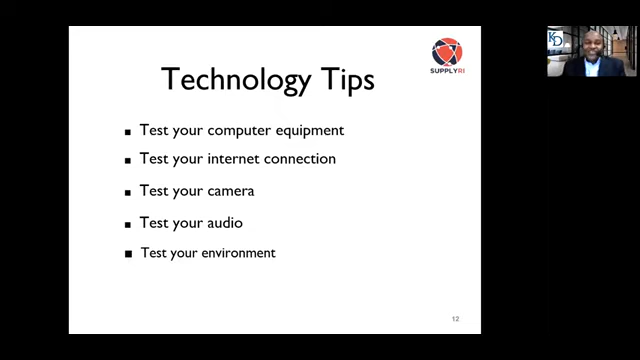 Technology Tips
SUPPLYRI
KD
Test your computer equipment
Test your internet connection
Test your camera
Test your audio
Test your environment
12